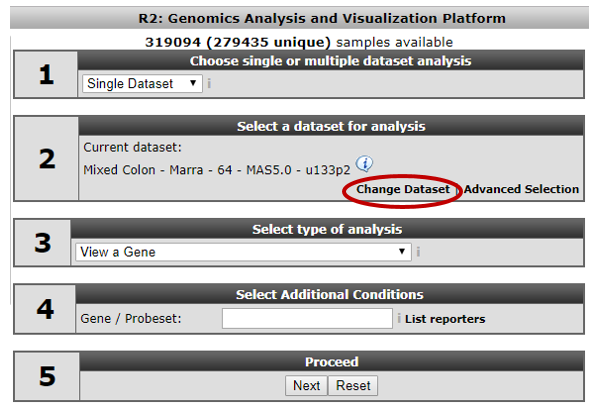 R2: Genomics Analysis and Visualization Platform
319094 (279435 unique) samples available
1
Choose single or multiple dataset analysis
Single Dataset
2
Select a dataset for analysis
Current dataset:
Mixed Colon - Marra - 64 - MAS5.0 - u133p2
Change Dataset | Advanced Selection
3
Select type of analysis
View a Gene
4
Select Additional Conditions
Gene / Probeset: List reporters
5
Proceed
Next Reset